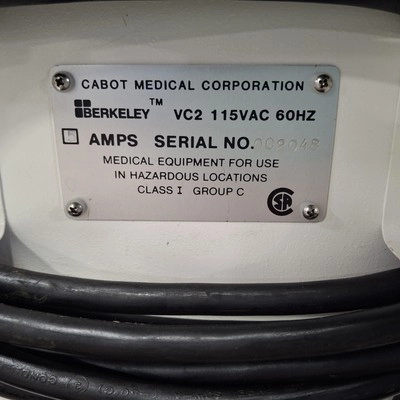 CABOT MEDICAL CORPORATION
BERKELEY™ VC2 115VAC 60HZ
AMPS SERIAL NO. 002048
MEDICAL EQUIPMENT FOR USE
IN HAZARDOUS LOCATIONS
CLASS I GROUP C